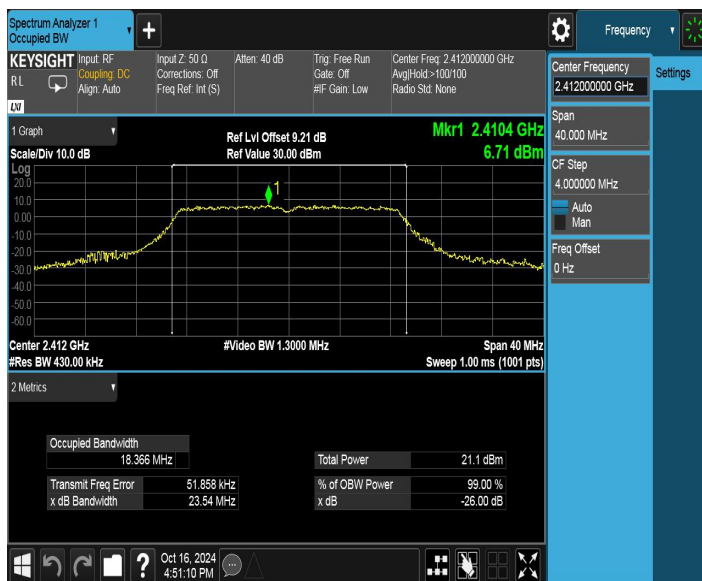 Spectrum Analyzer 1
Occupied BW
+
Frequency
KEYSIGHT
RL
LXI
Input: RF
Coupling: DC
Align: Auto
Input Z: 50 Ω
Corrections: Off
Freq Ref: Int (S)
Atten: 40 dB
Trig: Free Run
Gate: Off
#IF Gain: Low
Center Freq: 2.412000000 GHz
Avg|Hold:>100/100
Radio Std: None
Center Frequency
2.412000000 GHz
Settings
Span
40.000 MHz
CF Step
4.000000 MHz
Auto
Man
Freq Offset
0 Hz
1 Graph
Scale/Div 10.0 dB
Ref Lvl Offset 9.21 dB
Ref Value 30.00 dBm
Mkr1 2.4104 GHz
6.71 dBm
Log
20.0
10.0
0.00
-10.0
-20.0
-30.0
-40.0
-50.0
-60.0
1
Center 2.412 GHz
#Video BW 1.3000 MHz
Span 40 MHz
#Res BW 430.00 kHz
Sweep 1.00 ms (1001 pts)
2 Metrics
Occupied Bandwidth
18.366 MHz
Total Power 21.1 dBm
Transmit Freq Error 51.858 kHz
% of OBW Power 99.00 %
x dB Bandwidth 23.54 MHz
x dB -26.00 dB
?
Oct 16, 2024
4:51:10 PM